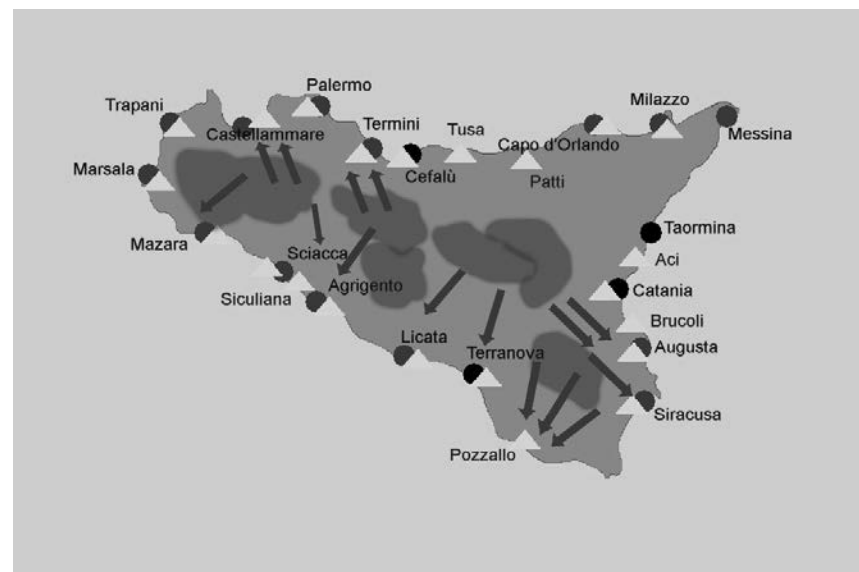 Palermo
Trapani
Milazzo
Castellammare
Termini
Tusa
Capo d'Orlando
Messina
Marsala
Cefalù
Patti
Mazara
Taormina
Sciacca
Aci
Siculiana
Agrigento
Catania
Brucoli
Licata
Terranova
Augusta
Siracusa
Pozzallo